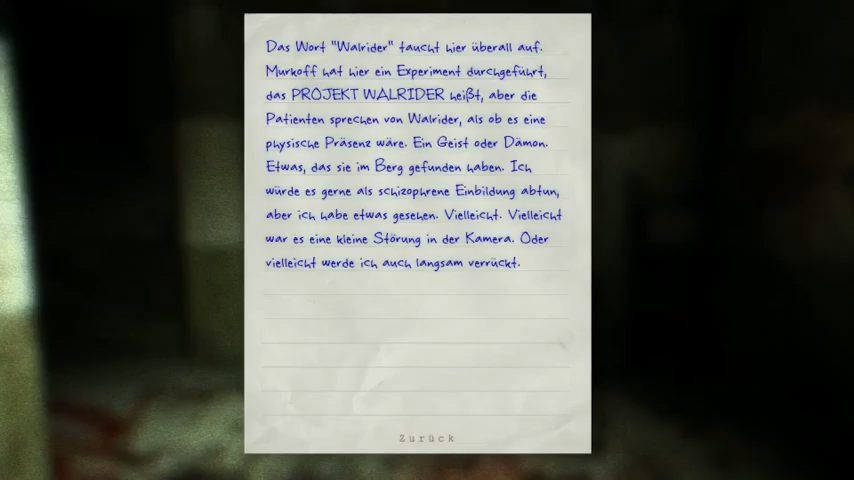 Das Wort "Walrider" taucht hier überall auf.
Murkoff hat hier ein Experiment durchgeführt,
das PROJEKT WALRIDER heißt, aber die
Patienten sprechen von Walrider, als ob es eine
physische Präsenz wäre. Ein Geist oder Dämon.
Etwas, das sie im Berg gefunden haben. Ich
würde es gerne als schizophrene Einbildung abtun,
aber ich habe etwas gesehen. Vielleicht. Vielleicht
war es eine kleine Störung in der Kamera. Oder
vielleicht werde ich auch langsam verrückt.
Zurück